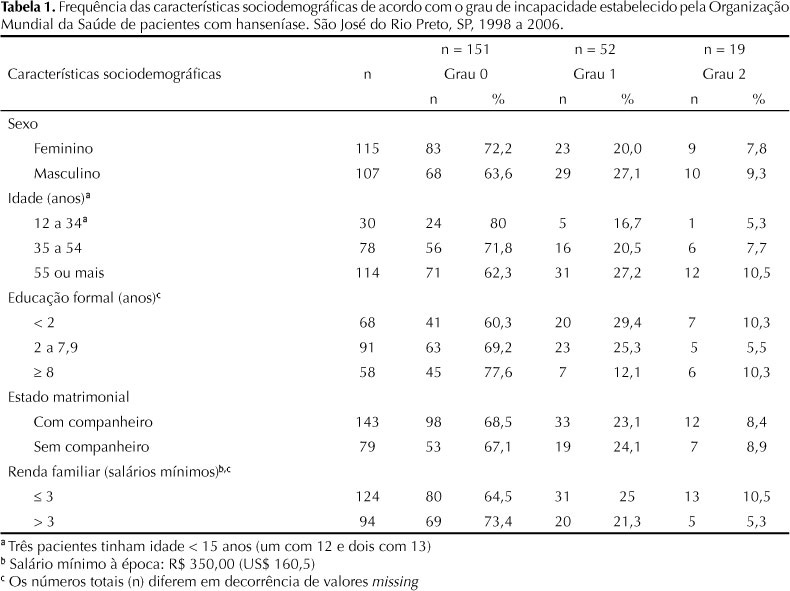 Tabela 1. Frequência das características sociodemográficas de acordo com o grau de incapacidade estabelecido pela Organização
Mundial da Saúde de pacientes com hanseníase. São José do Rio Preto, SP, 1998 a 2006.
n = 151 n = 52 n = 19
Características sociodemográficas n Grau 0 Grau 1 Grau 2
n % n % n %
Sexo
Feminino 115 83 72,2 23 20,0 9 7,8
Masculino 107 68 63,6 29 27,1 10 9,3
Idade (anos)a
12 a 34a 30 24 80 5 16,7 1 5,3
35 a 54 78 56 71,8 16 20,5 6 7,7
55 ou mais 114 71 62,3 31 27,2 12 10,5
Educação formal (anos)c
< 2 68 41 60,3 20 29,4 7 10,3
2 a 7,9 91 63 69,2 23 25,3 5 5,5
≥ 8 58 45 77,6 7 12,1 6 10,3
Estado matrimonial
Com companheiro 143 98 68,5 33 23,1 12 8,4
Sem companheiro 79 53 67,1 19 24,1 7 8,9
Renda familiar (salários mínimos)b,c
≤ 3 124 80 64,5 31 25 13 10,5
> 3 94 69 73,4 20 21,3 5 5,3
a Três pacientes tinham idade < 15 anos (um com 12 e dois com 13)
b Salário mínimo à época: R$ 350,00 (US$ 160,5)
c Os números totais (n) diferem em decorrência de valores missing